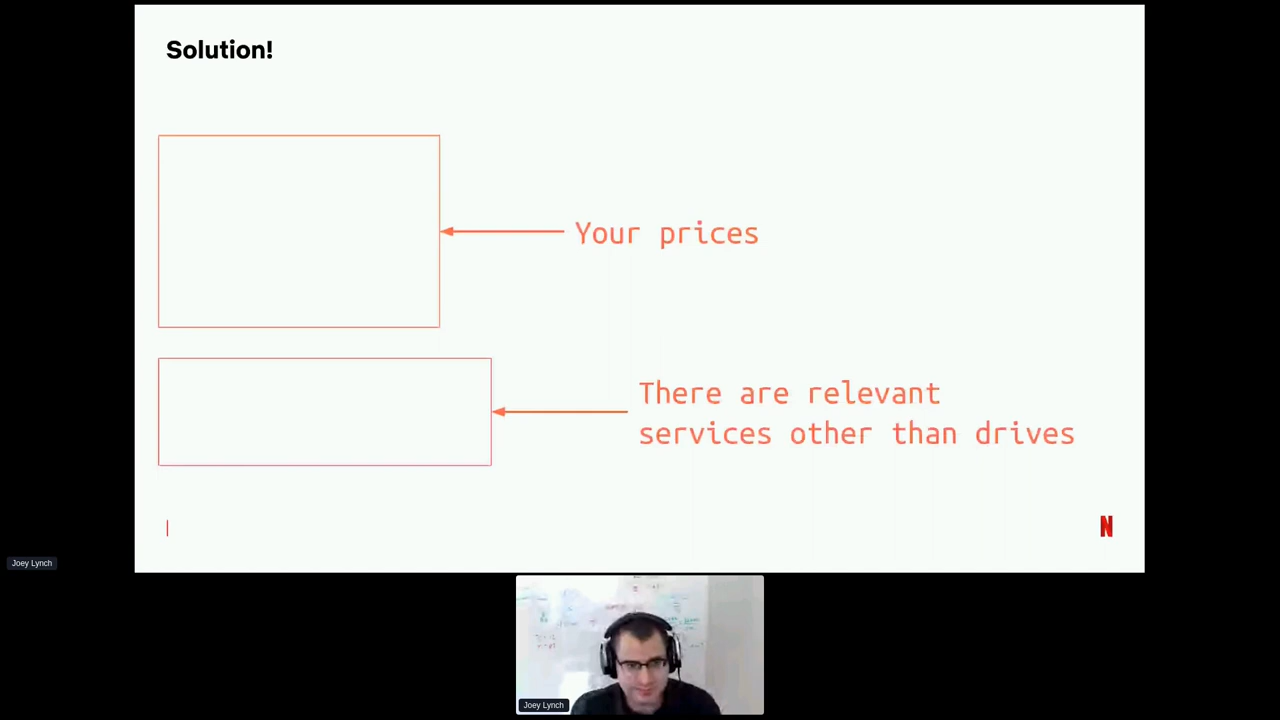 Solution!
Your prices
There are relevant
services other than drives
N
Joey Lynch
Joey Lynch